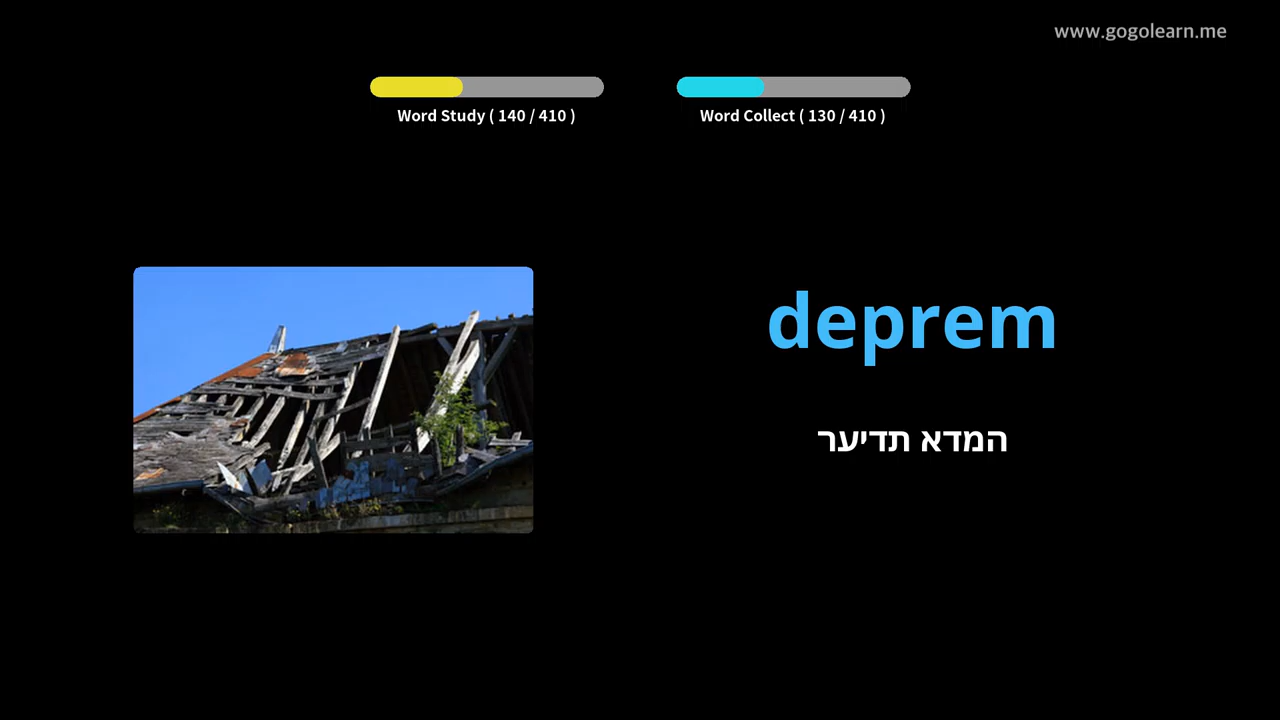 www.gogolearn.me
Word Study ( 140 / 410 )
Word Collect ( 130 / 410 )
deprem
המדא תדיער